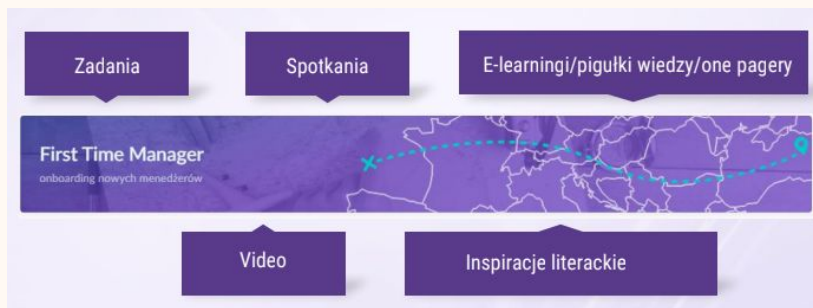 Zadania
Spotkania
E-learningi/pigułki wiedzy/one pagery
First Time Manager
onboarding nowych menedżerów
Video
Inspiracje literackie